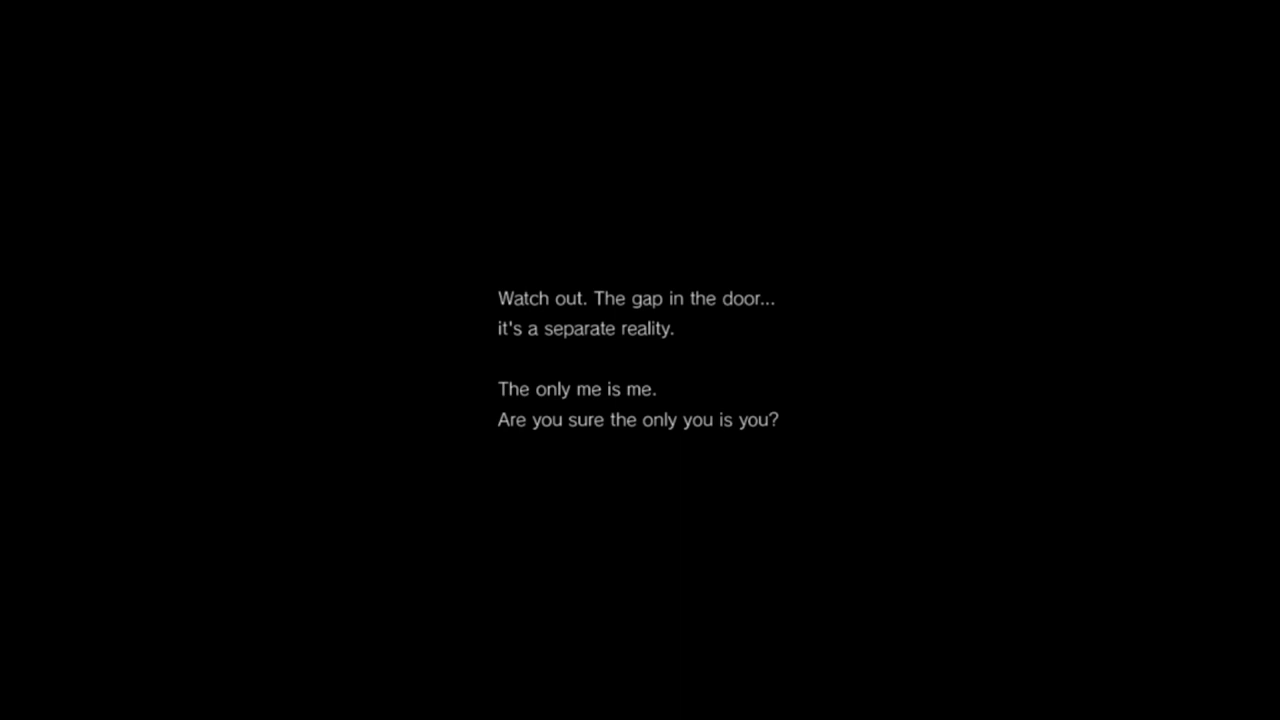 Watch out. The gap in the door...
it's a separate reality.
The only me is me.
Are you sure the only you is you?